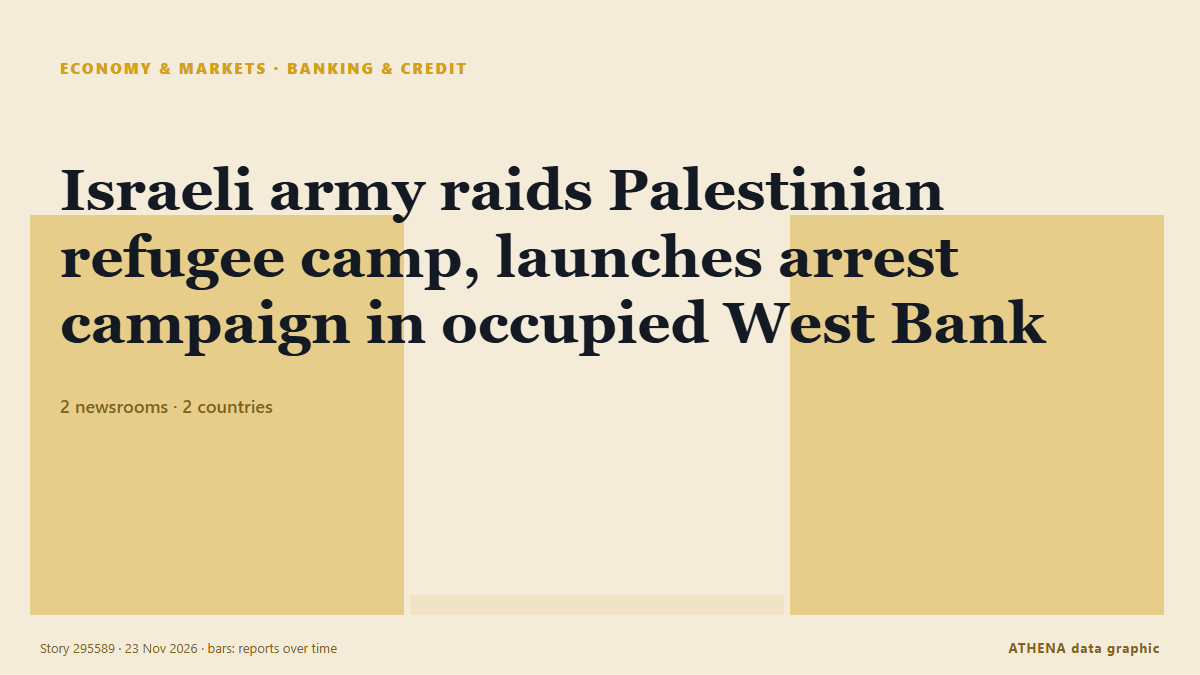 ECONOMY & MARKETS · BANKING & CREDIT
Israeli army raids Palestinian
refugee camp, launches arrest
campaign in occupied West Bank
2 newsrooms · 2 countries
Story 295589 · 23 Nov 2026 · bars: reports over time
ATHENA data graphic